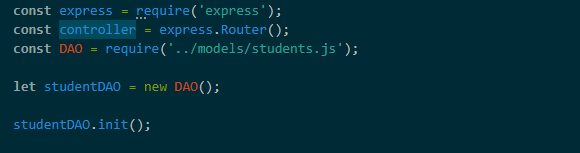 const express = require('express');
const controller = express.Router();
const DAO = require('../models/students.js');
let studentDAO = new DAO();
studentDAO.init();